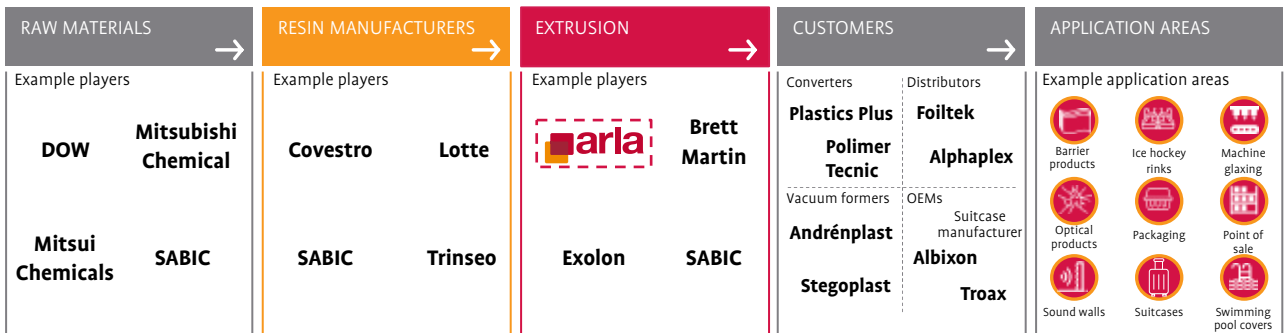 RAW MATERIALS
Example players
DOW
Mitsubishi
Chemical
Mitsui
Chemicals
SABIC
RESIN MANUFACTURERS
Example players
Covestro
Lotte
SABIC
Trinseo
EXTRUSION
Example players
arla
Brett
Martin
Exolon
SABIC
CUSTOMERS
Converters
Plastics Plus
Polimer
Tecnic
Distributors
Foiltek
Alphaplex
Vacuum formers
Andrénplast
Stegoplast
OEMs
Suitcase
manufacturer
Albixon
Troax
APPLICATION AREAS
Example application areas
Barrier
products
Ice hockey
rinks
Machine
glaxing
Optical
products
Packaging
Point of
sale
Sound walls
Suitcases
Swimming
pool covers